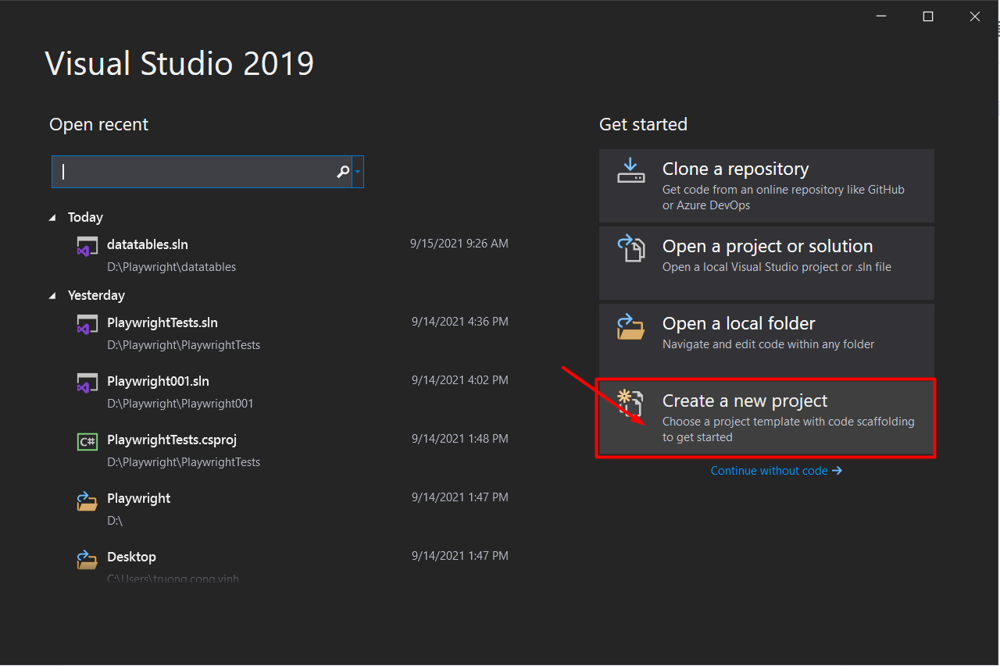 Visual Studio 2019
Open recent
Today
datatables.sln 9/15/2021 9:26 AM
D:\Playwright\datatables
Yesterday
PlaywrightTests.sln 9/14/2021 4:36 PM
D:\Playwright\PlaywrightTests
Playwright001.sln 9/14/2021 4:02 PM
D:\Playwright\Playwright001
C# PlaywrightTests.csproj 9/14/2021 1:48 PM
D:\Playwright\PlaywrightTests
Playwright 9/14/2021 1:47 PM
D:\
Desktop 9/14/2021 1:47 PM
C:\Users\truong.cong.vinh
Get started
Clone a repository
Get code from an online repository like GitHub
or Azure DevOps
Open a project or solution
Open a local Visual Studio project or .sln file
Open a local folder
Navigate and edit code within any folder
Create a new project
Choose a project template with code scaffolding
to get started
Continue without code →